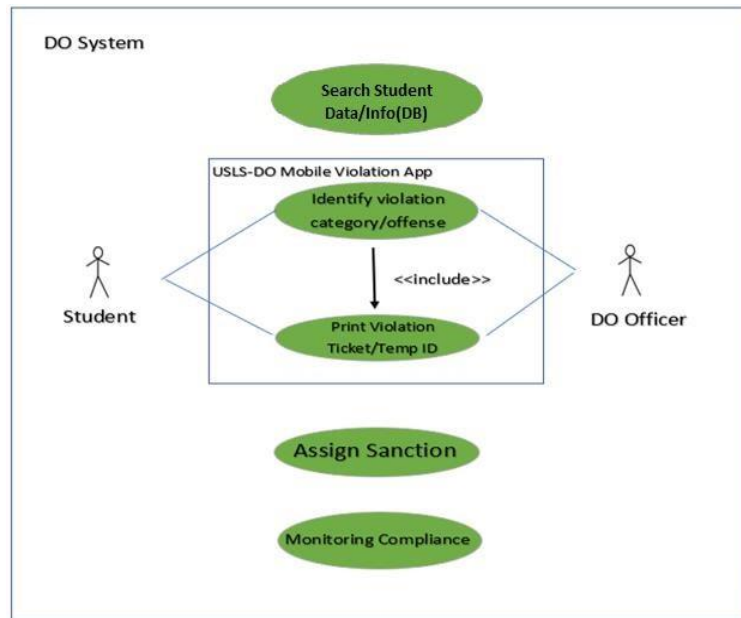 DO System
Search Student
Data/Info(DB)
USLS-DO Mobile Violation App
Identify violation
category/offense
<<include>>
Student
DO Officer
Print Violation
Ticket/Temp ID
Assign Sanction
Monitoring Compliance